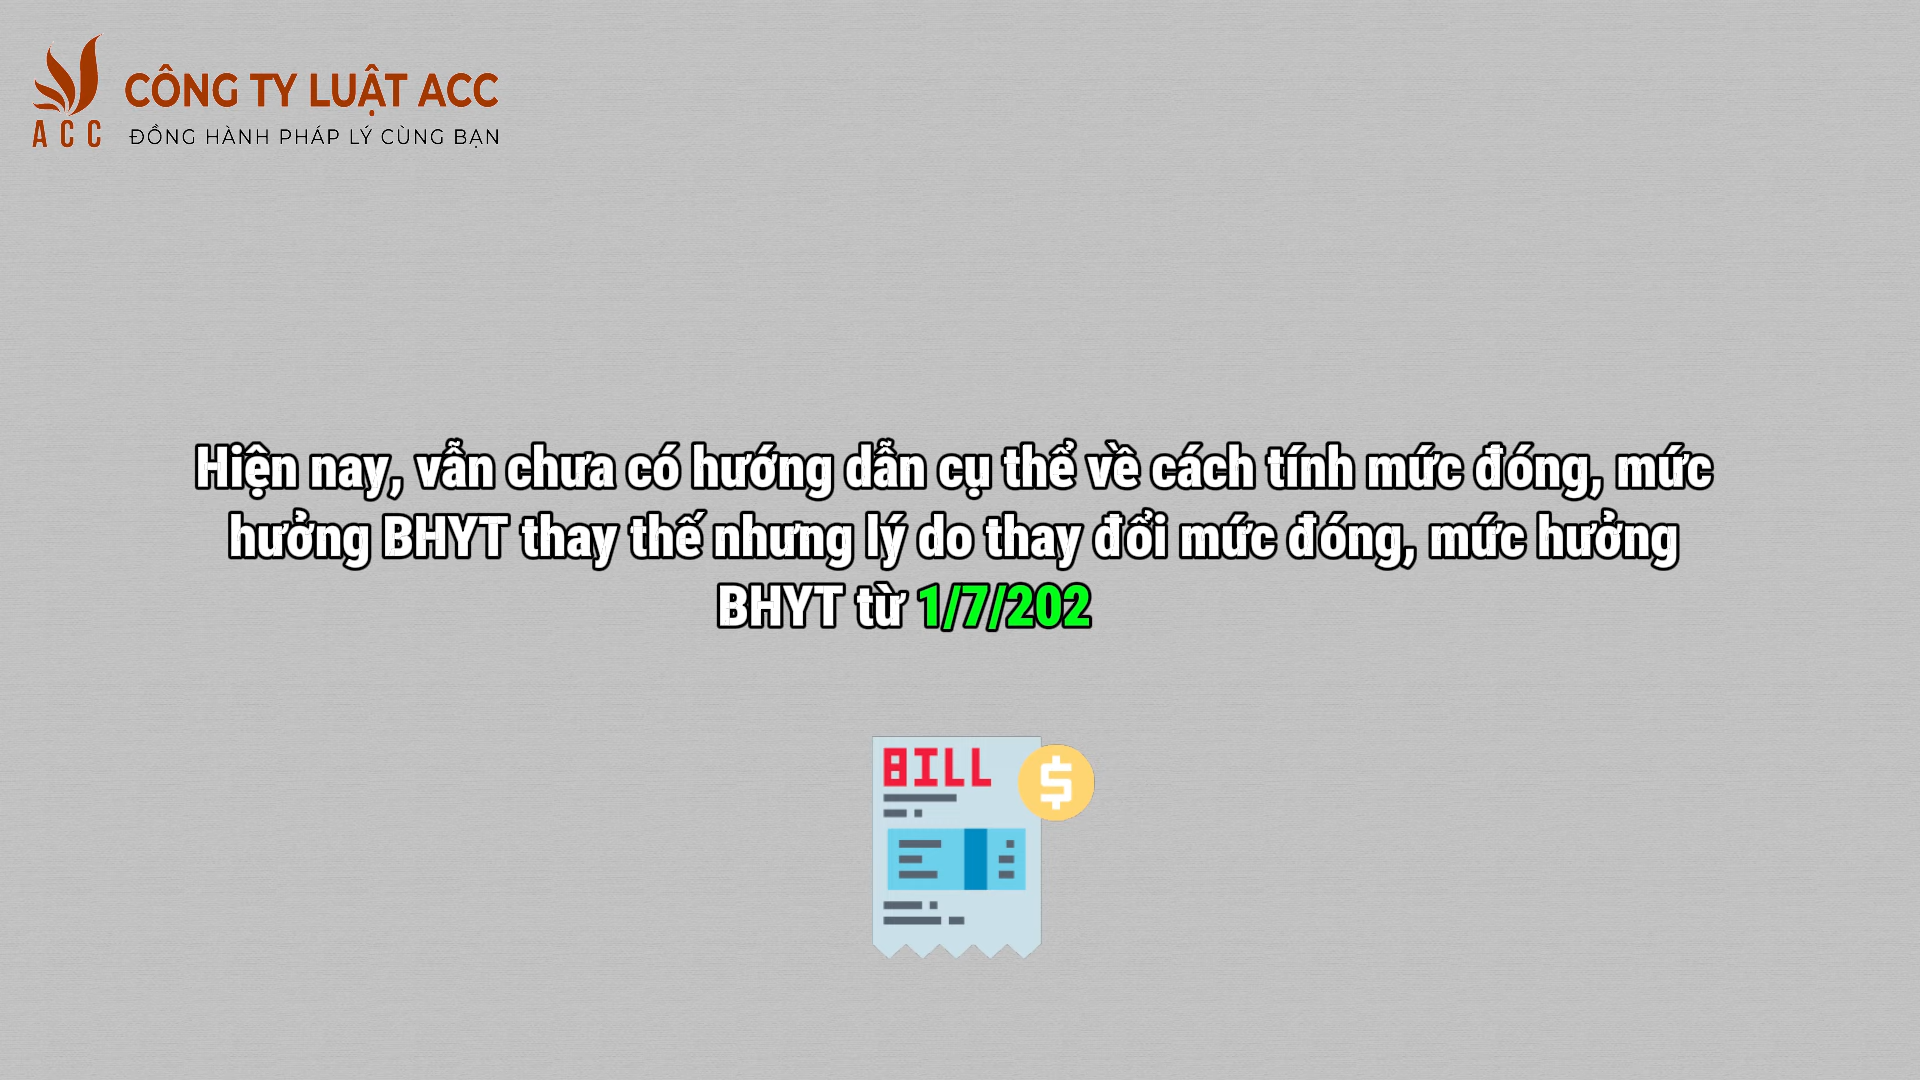 CÔNG TY LUẬT ACC
ACC
ĐỒNG HÀNH PHÁP LÝ CÙNG BẠN
Hiện nay, vẫn chưa có hướng dẫn cụ thể về cách tính mức đóng, mức
hưởng BHYT thay thế nhưng lý do thay đổi mức đóng, mức hưởng
BHYT từ 1/7/202
BILL
$